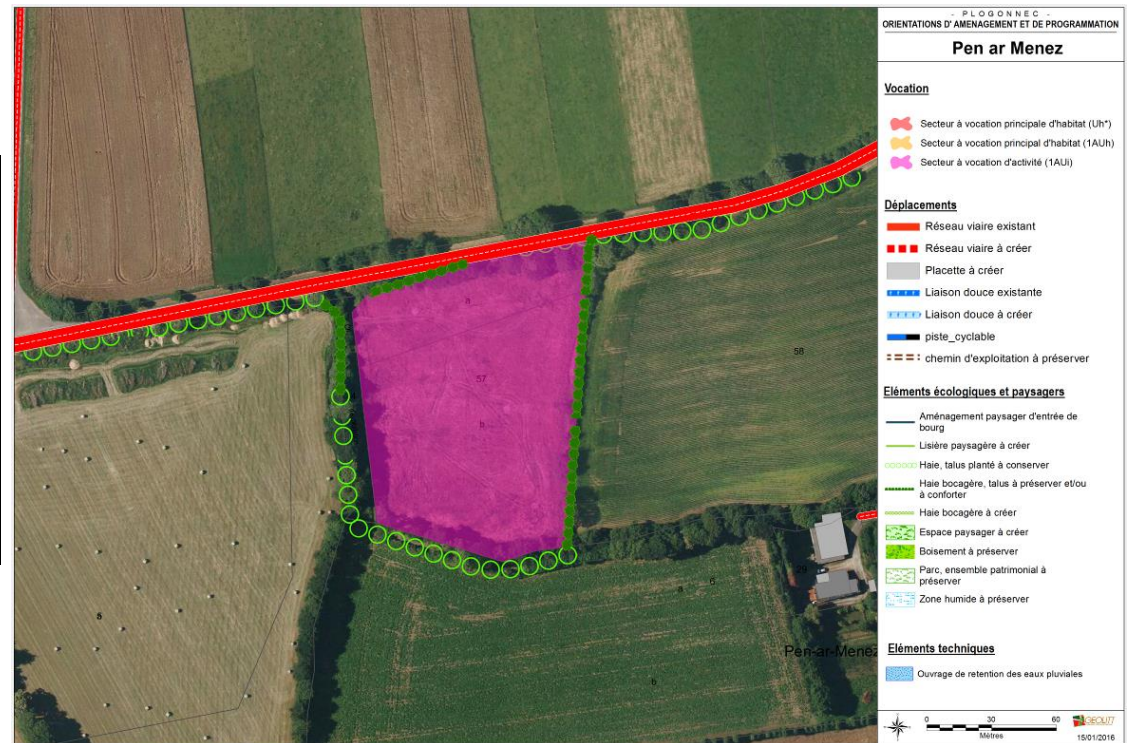 - PLOGONNEC -
ORIENTATIONS D'AMENAGEMENT ET DE PROGRAMMATION
Pen ar Menez
Vocation
Secteur à vocation principale d'habitat (Uh*)
Secteur à vocation principal d'habitat (1AUh)
Secteur à vocation d'activité (1AUi)
Déplacements
Réseau viaire existant
Réseau viaire à créer
Placette à créer
Liaison douce existante
Liaison douce à créer
piste_cyclable
chemin d'exploitation à préserver
Eléments écologiques et paysagers
Aménagement paysager d'entrée de
bourg
Lisière paysagère à créer
Haie, talus planté à conserver
Haie bocagère, talus à préserver et/ou
à conforter
Haie bocagère à créer
Espace paysager à créer
Boisement à préserver
Parc, ensemble patrimonial à
préserver
Zone humide à préserver
Eléments techniques
Ouvrage de retention des eaux pluviales
0 30 60
Mètres
GEOLITT
15/01/2016
a
57
b
58
29
a
b
Pen-ar-Menez